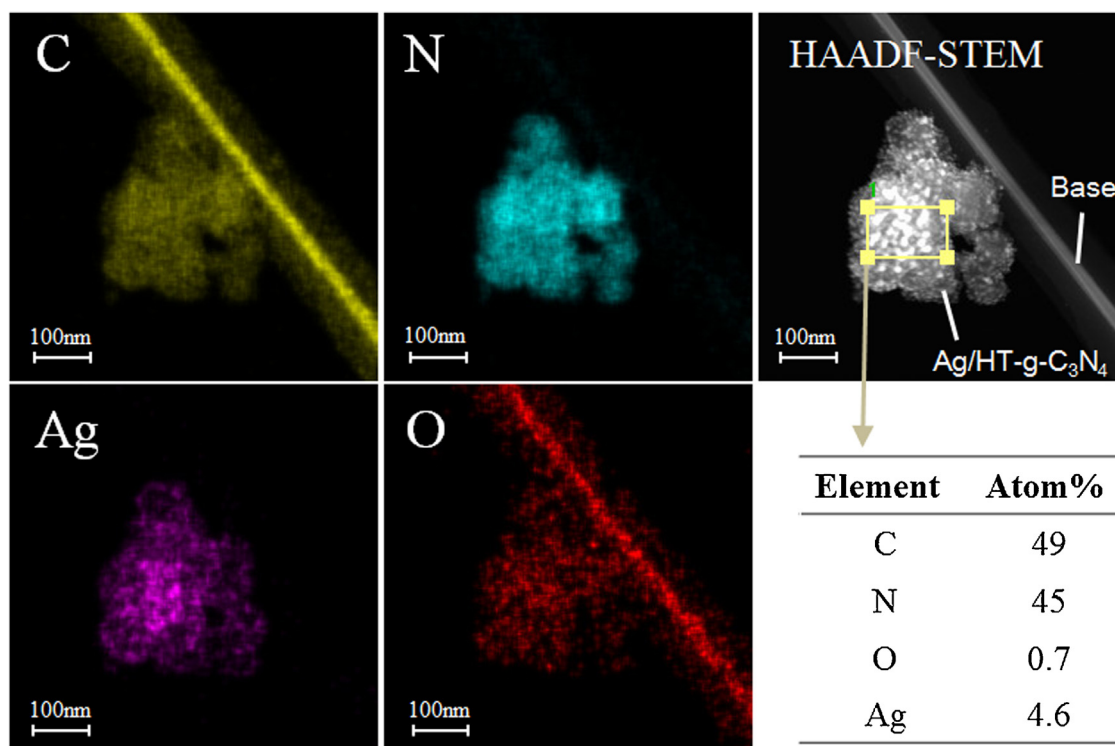 C
N
HAADF-STEM
1
Base
Ag/HT-g-C₃N₄
100nm
100nm
100nm
Ag
O
100nm
100nm
Element Atom%
C 49
N 45
O 0.7
Ag 4.6